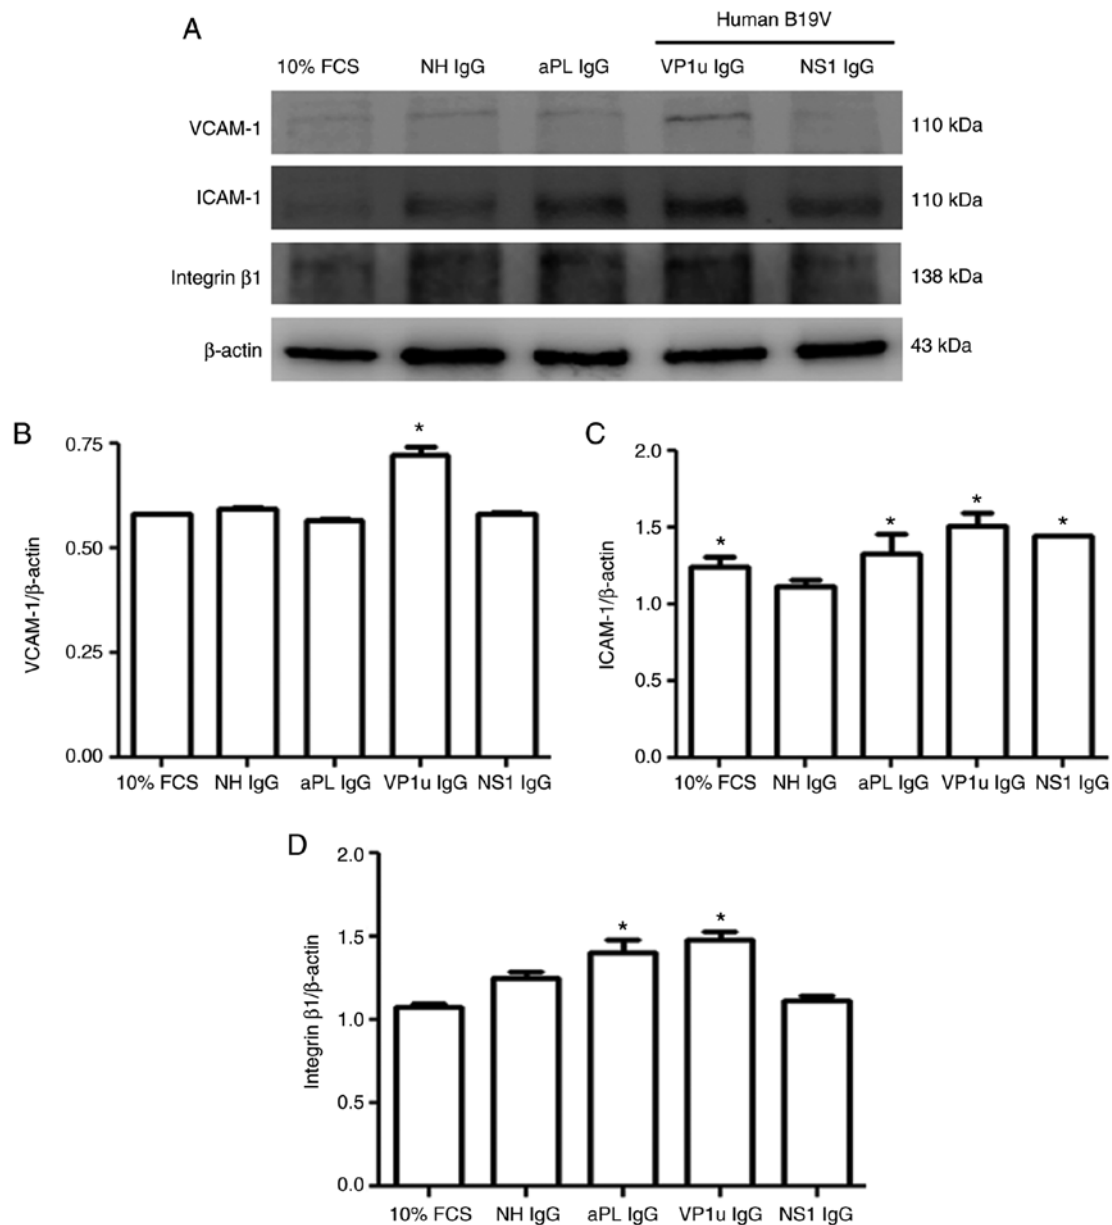 A
Human B19V
10% FCS NH IgG aPL IgG VP1u IgG NS1 IgG
VCAM-1 110 kDa
ICAM-1 110 kDa
Integrin β1 138 kDa
β-actin 43 kDa
B
VCAM-1/β-actin
0.75
0.50
0.25
0.00
*
10% FCS NH IgG aPL IgG VP1u IgG NS1 IgG
C
ICAM-1/β-actin
2.0
1.5
1.0
0.5
0.0
* * * *
10% FCS NH IgG aPL IgG VP1u IgG NS1 IgG
D
Integrin β1/β-actin
2.0
1.5
1.0
0.5
0.0
* *
10% FCS NH IgG aPL IgG VP1u IgG NS1 IgG